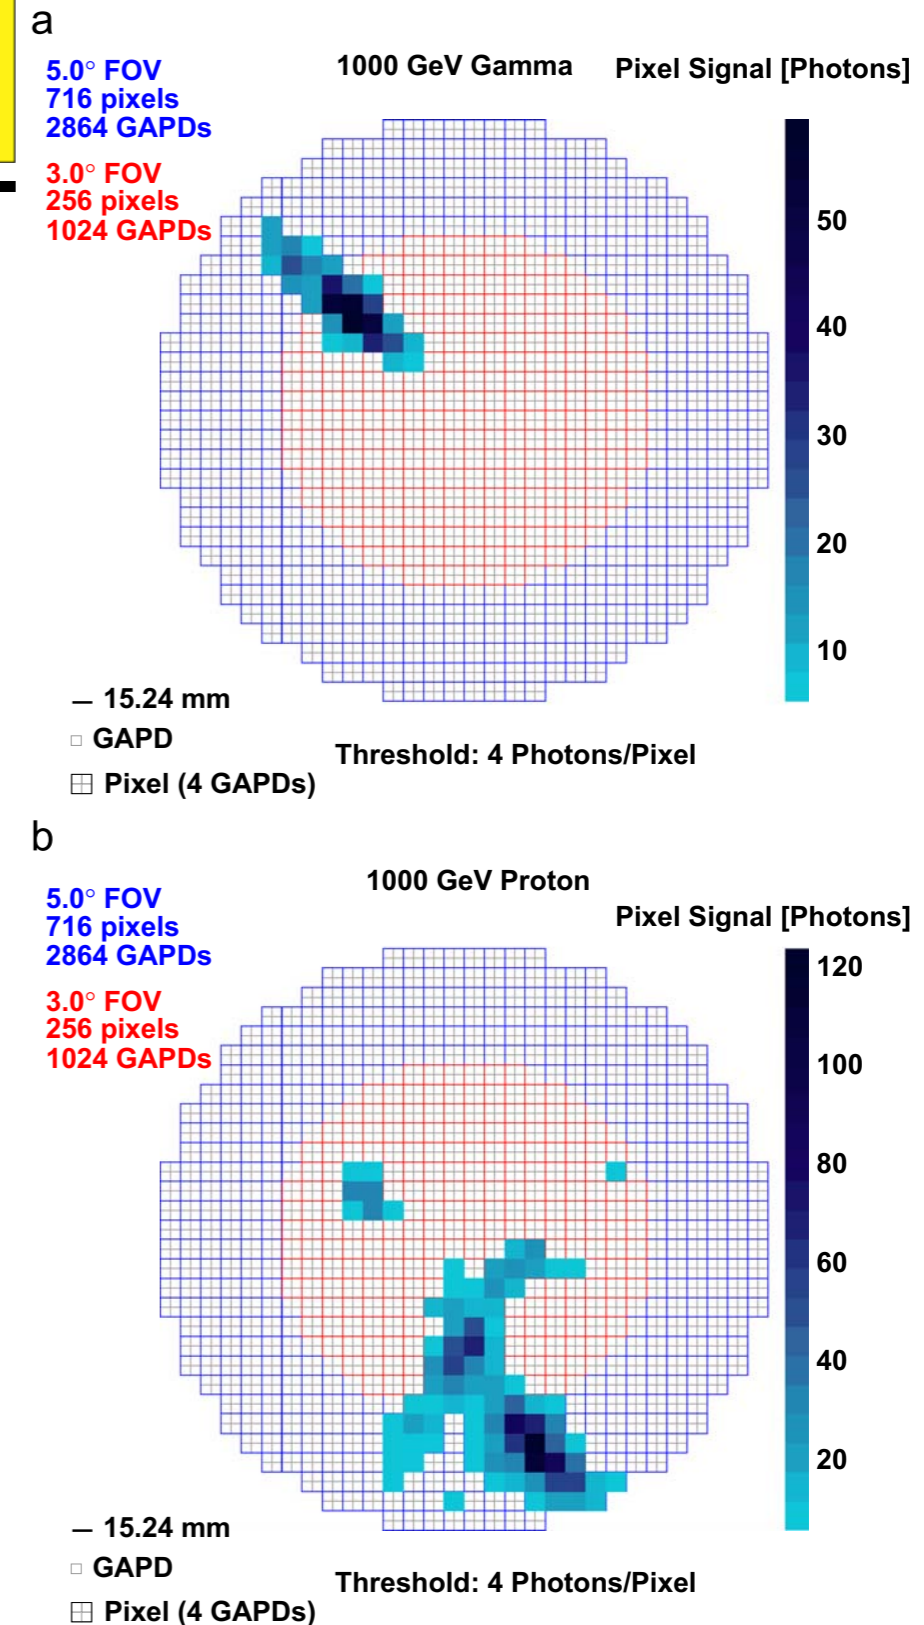 a
1000 GeV Gamma
Pixel Signal [Photons]
5.0° FOV
716 pixels
2864 GAPDs
3.0° FOV
256 pixels
1024 GAPDs
50
40
30
20
10
15.24 mm
GAPD
Pixel (4 GAPDs)
Threshold: 4 Photons/Pixel
b
1000 GeV Proton
Pixel Signal [Photons]
5.0° FOV
716 pixels
2864 GAPDs
3.0° FOV
256 pixels
1024 GAPDs
120
100
80
60
40
20
15.24 mm
GAPD
Pixel (4 GAPDs)
Threshold: 4 Photons/Pixel